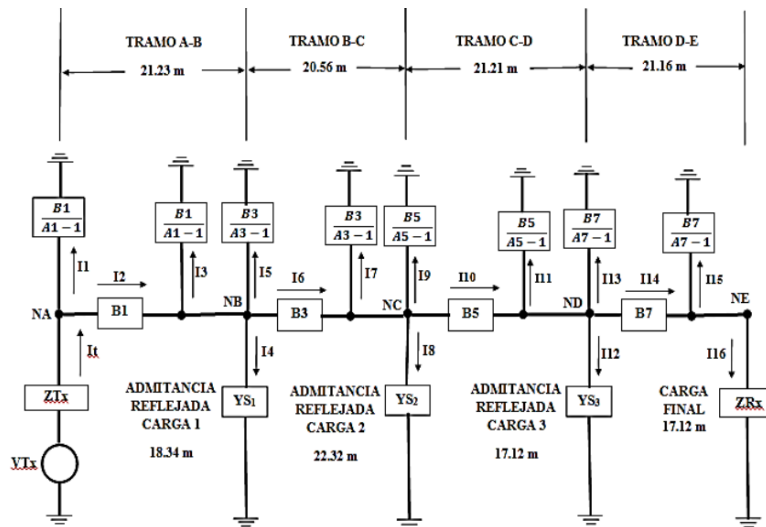 TRAMO A-B TRAMO B-C TRAMO C-D TRAMO D-E
21.23 m 20.56 m 21.21 m 21.16 m
B1 B1 B3 B3 B5 B5 B7 B7
A1 − 1 A1 − 1 A3 − 1 A3 − 1 A5 − 1 A5 − 1 A7 − 1 A7 − 1
I1 I2 I3 I5 I6 I7 I9 I10 I11 I13 I14 I15
NA B1 NB B3 NC B5 ND B7 NE
It I4 I8 I12 I16
ZTx YS1 YS2 YS3 ZRx
ADMITANCIA ADMITANCIA ADMITANCIA CARGA
REFLEJADA REFLEJADA REFLEJADA FINAL
CARGA 1 CARGA 2 CARGA 3 17.12 m
VTx
18.34 m 22.32 m 17.12 m